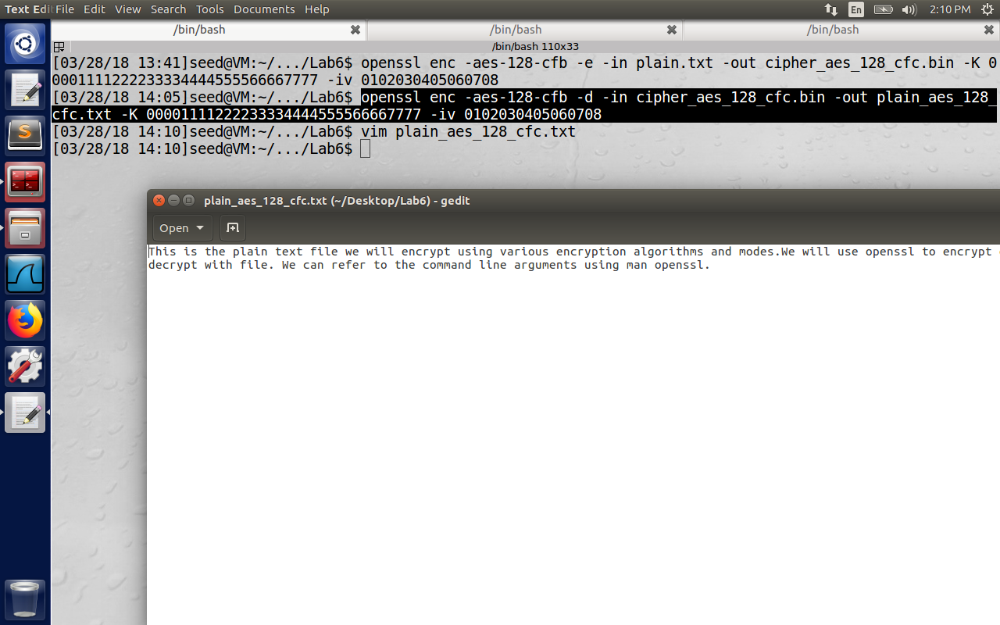 Text Edi File Edit View Search Tools Documents Help En 2:10 PM
/bin/bash /bin/bash /bin/bash
/bin/bash 110x33
[03/28/18 13:41]seed@VM:~/.../Lab6$ openssl enc -aes-128-cfb -e -in plain.txt -out cipher_aes_128_cfc.bin -K 0
0001111222233334444555566667777 -iv 0102030405060708
[03/28/18 14:05]seed@VM:~/.../Lab6$ openssl enc -aes-128-cfb -d -in cipher_aes_128_cfc.bin -out plain_aes_128_
cfc.txt -K 00001111222233334444555566667777 -iv 0102030405060708
[03/28/18 14:10]seed@VM:~/.../Lab6$ vim plain_aes_128_cfc.txt
[03/28/18 14:10]seed@VM:~/.../Lab6$
plain_aes_128_cfc.txt (~/Desktop/Lab6) - gedit
Open
This is the plain text file we will encrypt using various encryption algorithms and modes.We will use openssl to encrypt
decrypt with file. We can refer to the command line arguments using man openssl.